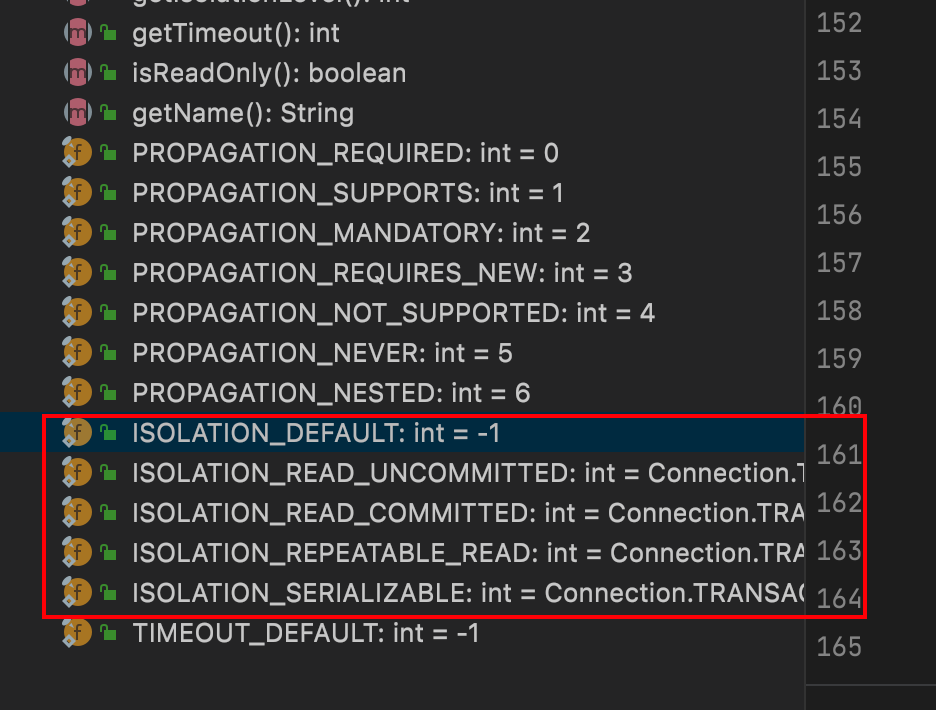 getIsolationLevel(): int
getTimeout(): int
isReadOnly(): boolean
getName(): String
PROPAGATION_REQUIRED: int = 0
PROPAGATION_SUPPORTS: int = 1
PROPAGATION_MANDATORY: int = 2
PROPAGATION_REQUIRES_NEW: int = 3
PROPAGATION_NOT_SUPPORTED: int = 4
PROPAGATION_NEVER: int = 5
PROPAGATION_NESTED: int = 6
ISOLATION_DEFAULT: int = -1
ISOLATION_READ_UNCOMMITTED: int = Connection.T
ISOLATION_READ_COMMITTED: int = Connection.TRA
ISOLATION_REPEATABLE_READ: int = Connection.TRA
ISOLATION_SERIALIZABLE: int = Connection.TRANSAC
TIMEOUT_DEFAULT: int = -1
152
153
154
155
156
157
158
159
160
161
162
163
164
165